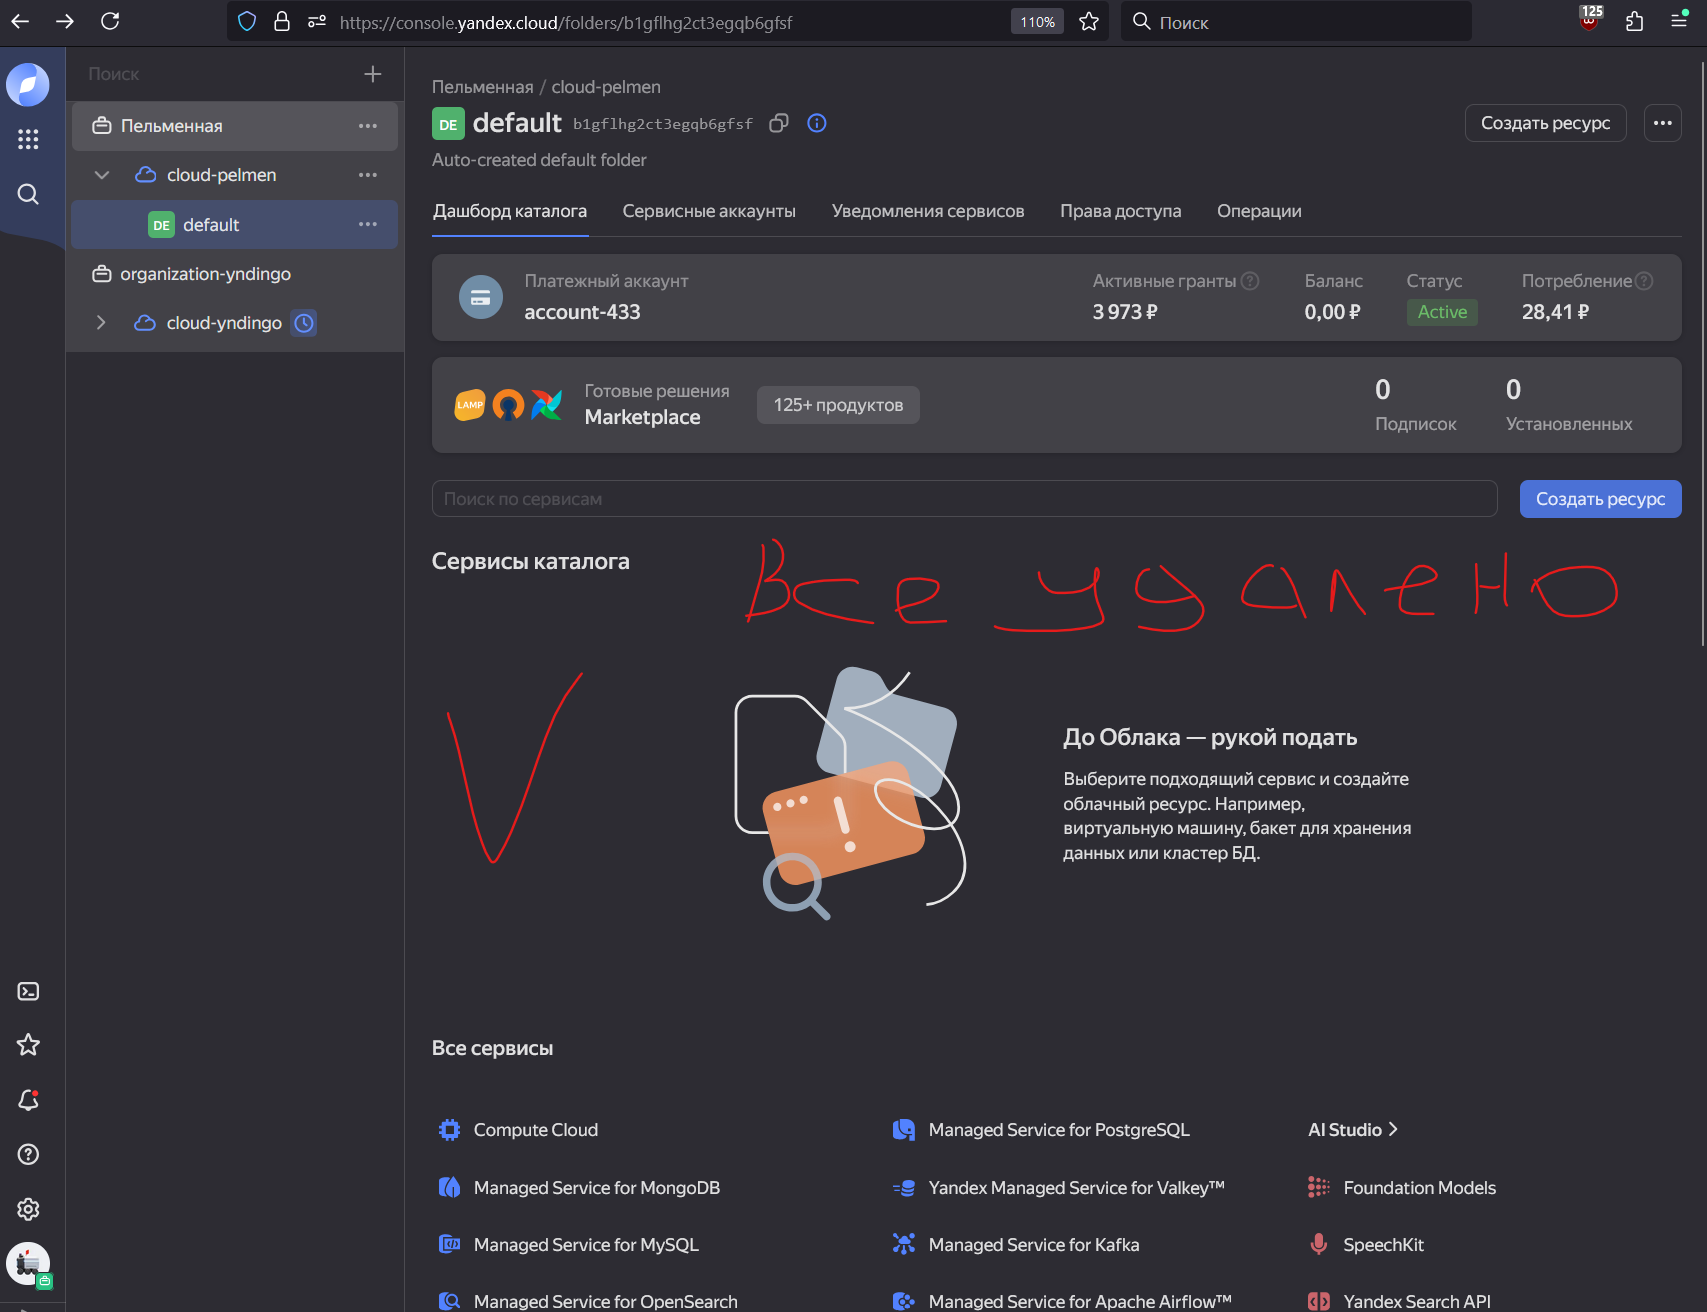 https://console.yandex.cloud/folders/b1gflhg2ct3egqb6gfsf
110%
Поиск
125
Поиск
Пельменная
cloud-pelmen
DE default
organization-yndingo
cloud-yndingo
Пельменная / cloud-pelmen
DE default b1gflhg2ct3egqb6gfsf
Создать ресурс
Auto-created default folder
Дашборд каталога Сервисные аккаунты Уведомления сервисов Права доступа Операции
Платежный аккаунт Активные гранты Баланс Статус Потребление
account-433 3 973 ₽ 0,00 ₽ Active 28,41 ₽
LAMP
Готовые решения
Marketplace
125+ продуктов
0 0
Подписок Установленных
Поиск по сервисам
Создать ресурс
Сервисы каталога
Все удалено
До Облака — рукой подать
Выберите подходящий сервис и создайте
облачный ресурс. Например,
виртуальную машину, бакет для хранения
данных или кластер БД.
Все сервисы
Compute Cloud Managed Service for PostgreSQL AI Studio
Managed Service for MongoDB Yandex Managed Service for Valkey™ Foundation Models
Managed Service for MySQL Managed Service for Kafka SpeechKit
Managed Service for OpenSearch Managed Service for Apache Airflow™ Yandex Search API